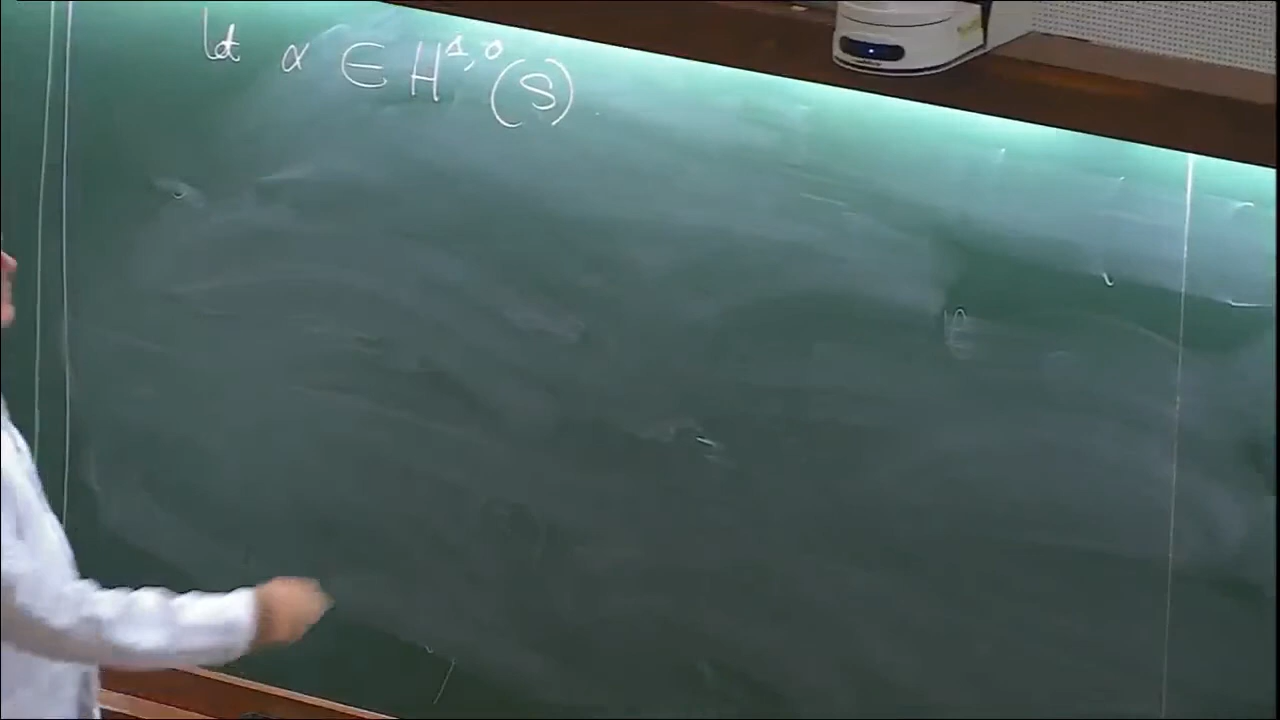 let α ∈ H^{1,0}(S)